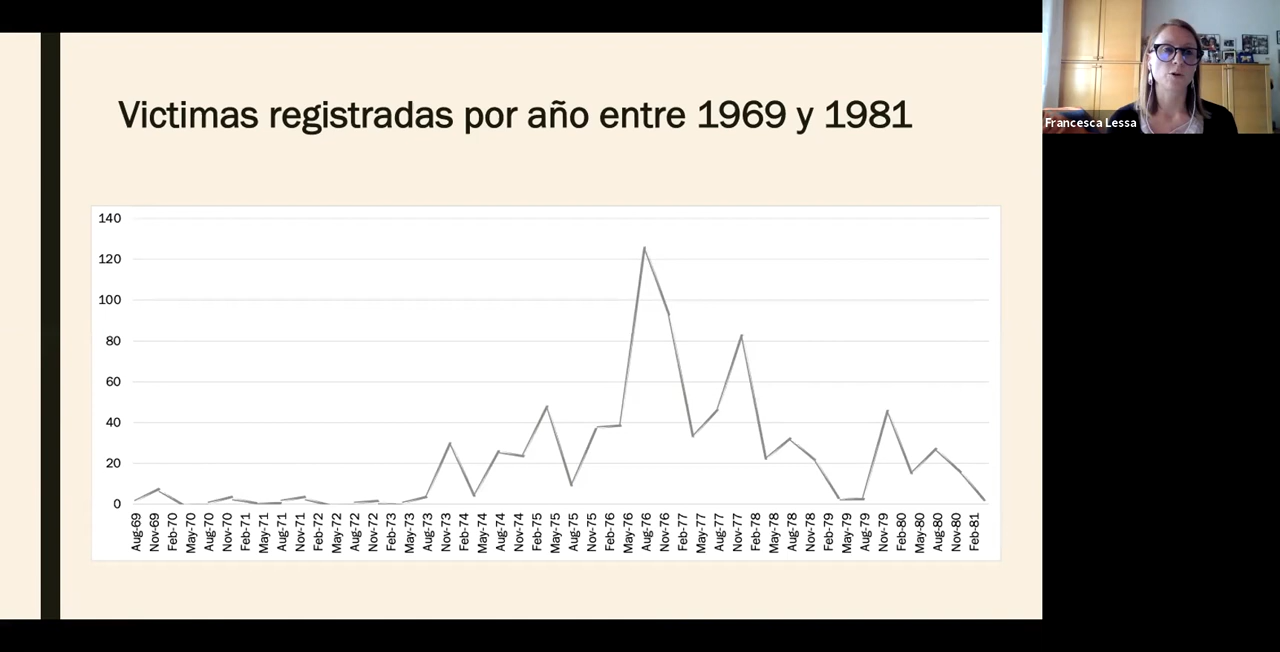 Victimas registradas por año entre 1969 y 1981
Francesca Lessa
140
120
100
80
60
40
20
0
Aug-69
Nov-69
Feb-70
May-70
Aug-70
Nov-70
Feb-71
May-71
Aug-71
Nov-71
Feb-72
May-72
Aug-72
Nov-72
Feb-73
May-73
Aug-73
Nov-73
Feb-74
May-74
Aug-74
Nov-74
Feb-75
May-75
Aug-75
Nov-75
Feb-76
May-76
Aug-76
Nov-76
Feb-77
May-77
Aug-77
Nov-77
Feb-78
May-78
Aug-78
Nov-78
Feb-79
May-79
Aug-79
Nov-79
Feb-80
May-80
Aug-80
Nov-80
Feb-81